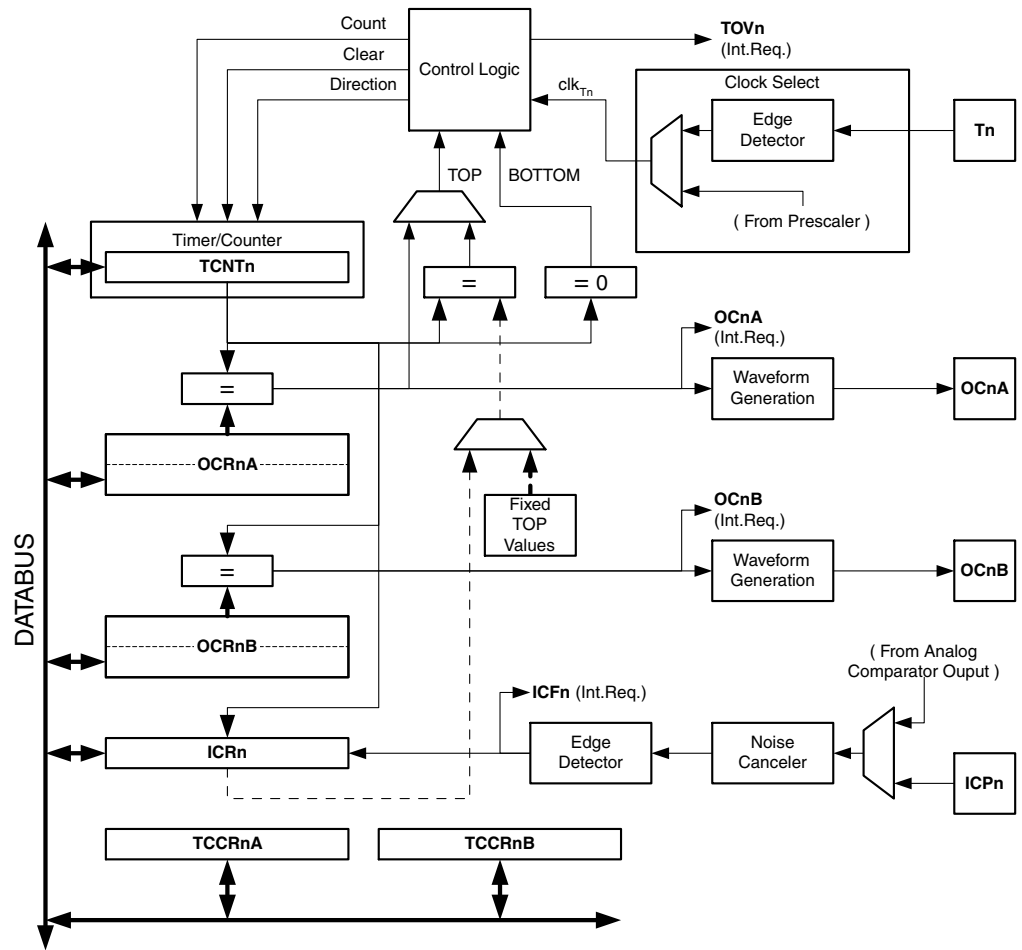 Count
Clear
Direction
Control Logic
TOVn
(Int.Req.)
clkTn
Clock Select
Edge
Detector
Tn
( From Prescaler )
TOP
BOTTOM
Timer/Counter
TCNTn
=
= 0
=
OCnA
(Int.Req.)
Waveform
Generation
OCnA
OCRnA
Fixed
TOP
Values
OCnB
(Int.Req.)
=
Waveform
Generation
OCnB
OCRnB
DATABUS
( From Analog
Comparator Ouput )
ICFn (Int.Req.)
ICRn
Edge
Detector
Noise
Canceler
ICPn
TCCRnA
TCCRnB